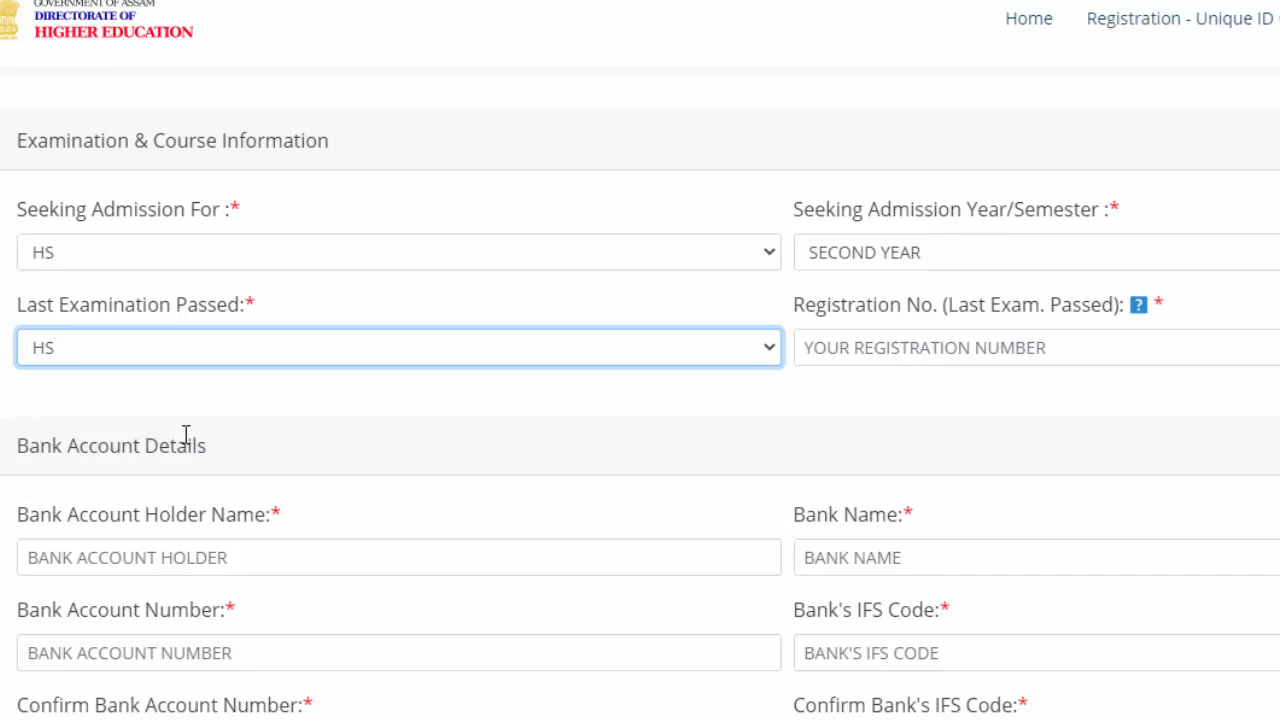 GOVERNMENT OF ASSAM
DIRECTORATE OF
HIGHER EDUCATION
Home Registration - Unique ID
Examination & Course Information
Seeking Admission For :* Seeking Admission Year/Semester :*
HS SECOND YEAR
Last Examination Passed:* Registration No. (Last Exam. Passed): ? *
HS YOUR REGISTRATION NUMBER
Bank Account Details
Bank Account Holder Name:* Bank Name:*
BANK ACCOUNT HOLDER BANK NAME
Bank Account Number:* Bank's IFS Code:*
BANK ACCOUNT NUMBER BANK'S IFS CODE
Confirm Bank Account Number:* Confirm Bank's IFS Code:*